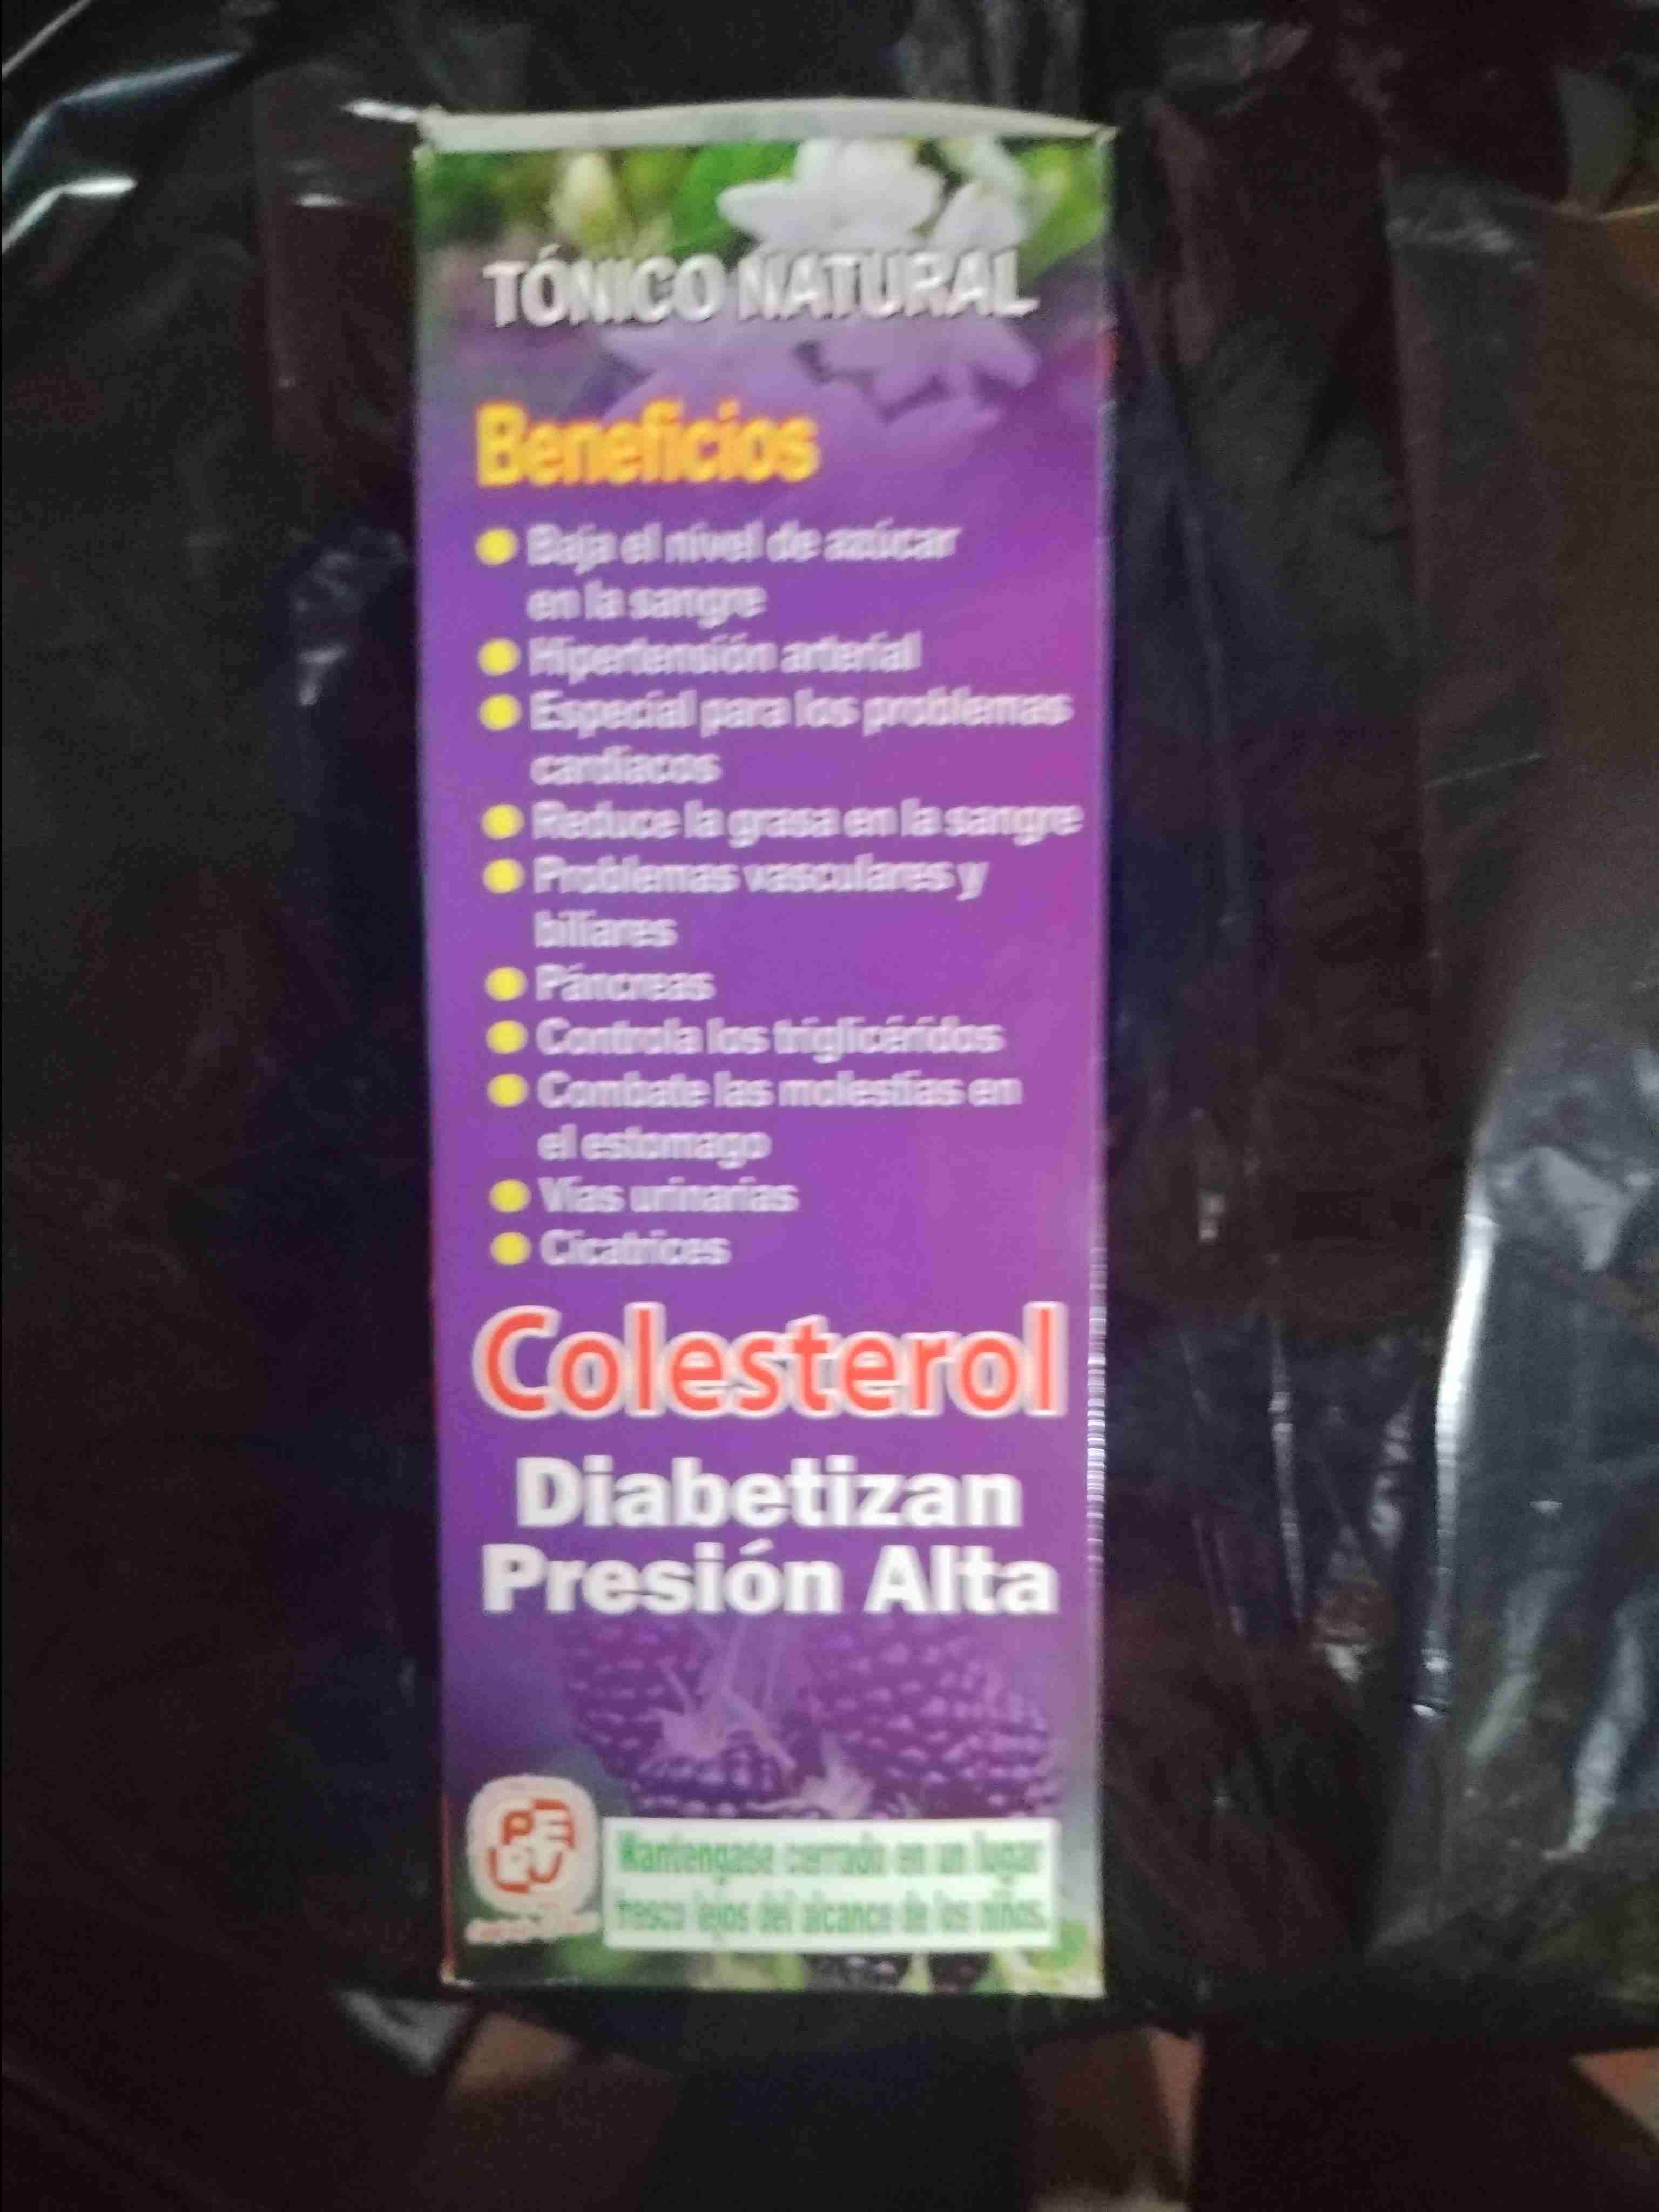 TÓNICO NATURAL
Beneficios
Baja el nivel de azúcar
en la sangre
Hipertensión arterial
Especial para los problemas
cardiacos
Reduce la grasa en la sangre
Problemas vasculares y
biliares
Páncreas
Controla los triglicéridos
Combate las molestias en
el estomago
Vías urinarias
Cicatrices
Colesterol
Diabetizan
Presión Alta
PERU
Mantengase cerrado en un lugar
fresco lejos del alcance de los niños.